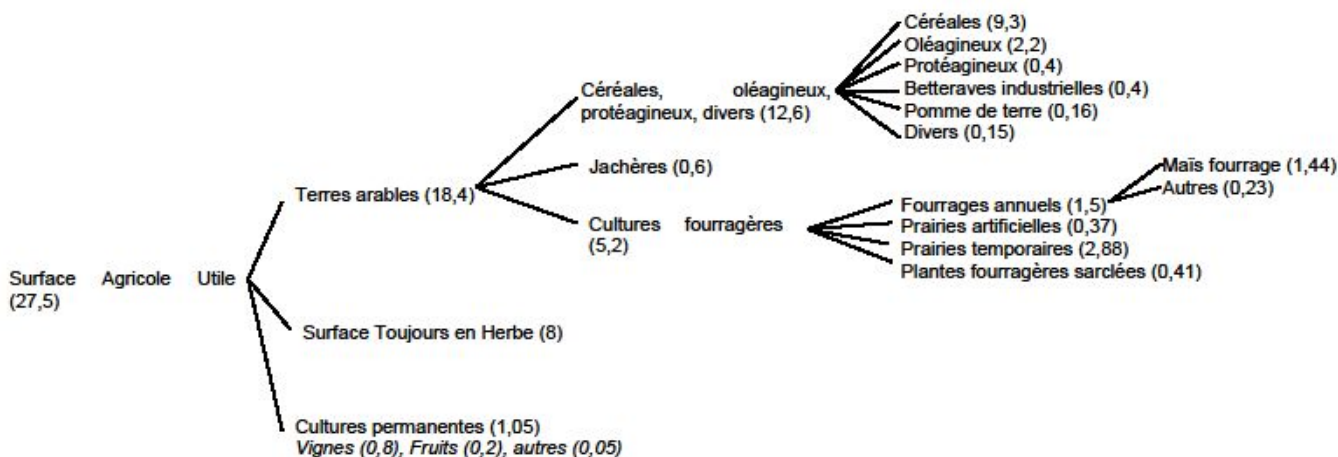 Céréales (9,3)
Oléagineux (2,2)
Protéagineux (0,4)
Betteraves industrielles (0,4)
Pomme de terre (0,16)
Divers (0,15)
Céréales, oléagineux,
protéagineux, divers (12,6)
Jachères (0,6)
Maïs fourrage (1,44)
Autres (0,23)
Terres arables (18,4)
Cultures fourragères
(5,2)
Fourrages annuels (1,5)
Prairies artificielles (0,37)
Prairies temporaires (2,88)
Plantes fourragères sarclées (0,41)
Surface Agricole Utile
(27,5)
Surface Toujours en Herbe (8)
Cultures permanentes (1,05)
Vignes (0,8), Fruits (0,2), autres (0,05)